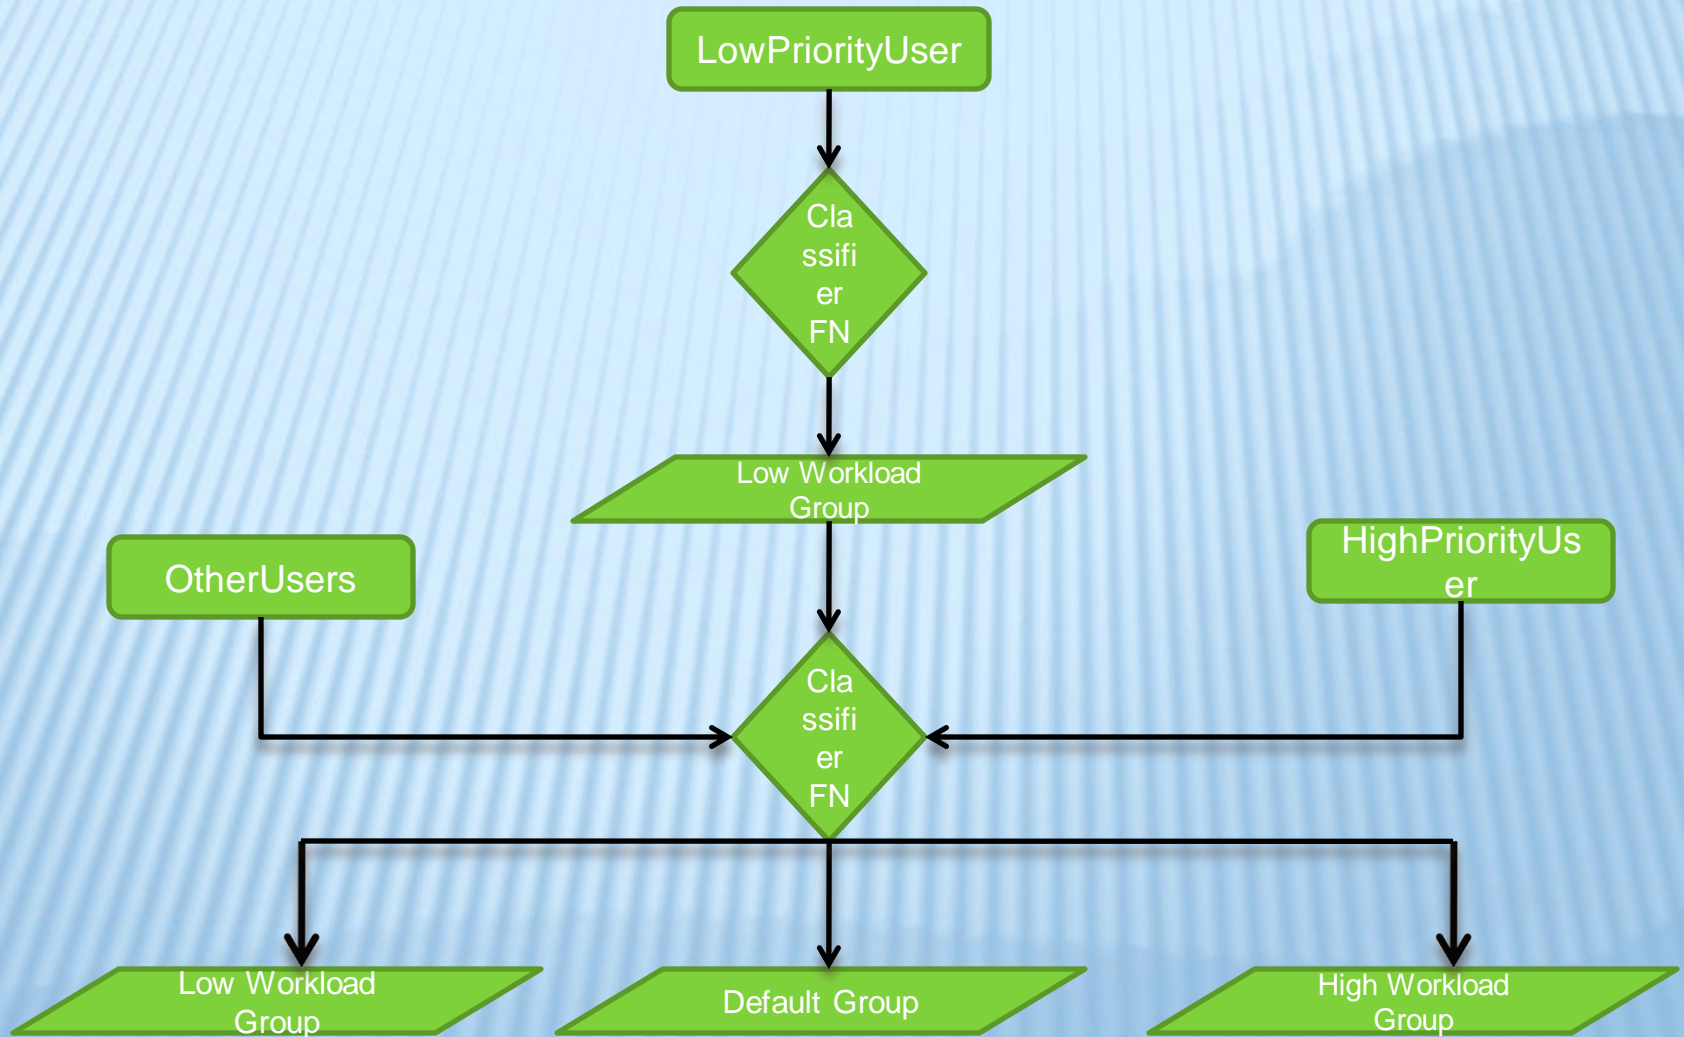 LowPriorityUser
Cla
ssifi
er
FN
Low Workload
Group
OtherUsers
HighPriorityUs
er
Cla
ssifi
er
FN
Low Workload
Group
Default Group
High Workload
Group